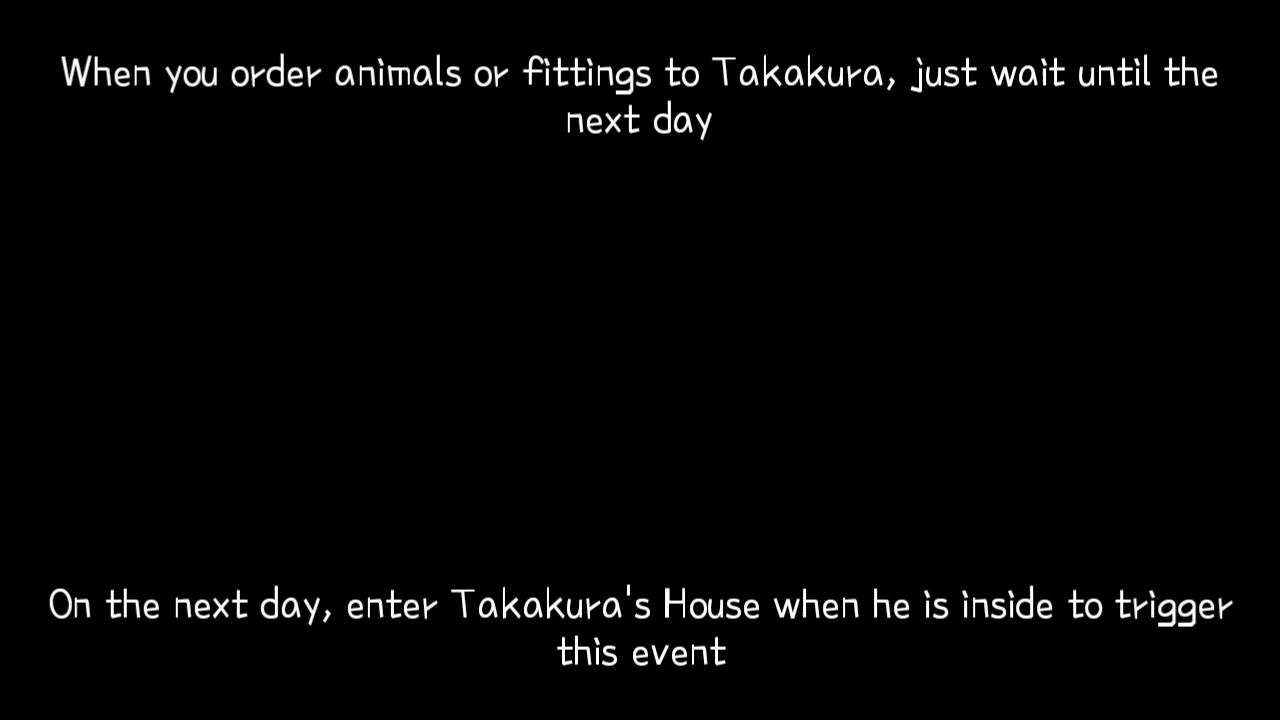 When you order animals or fittings to Takakura, just wait until the
next day
On the next day, enter Takakura's House when he is inside to trigger
this event